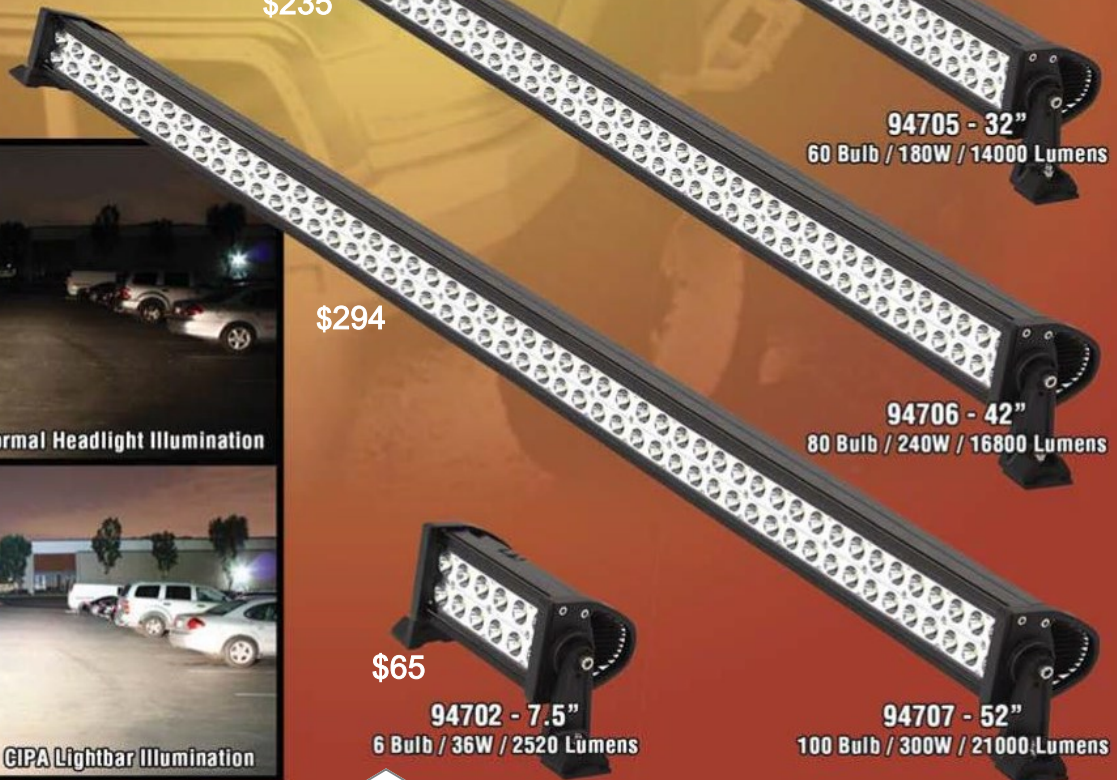 $235
94705 - 32”
60 Bulb / 180W / 14000 Lumens
$294
94706 - 42”
80 Bulb / 240W / 16800 Lumens
rmal Headlight Illumination
$65
94702 - 7.5”
6 Bulb / 36W / 2520 Lumens
94707 - 52”
100 Bulb / 300W / 21000 Lumens
CIPA Lightbar Illumination